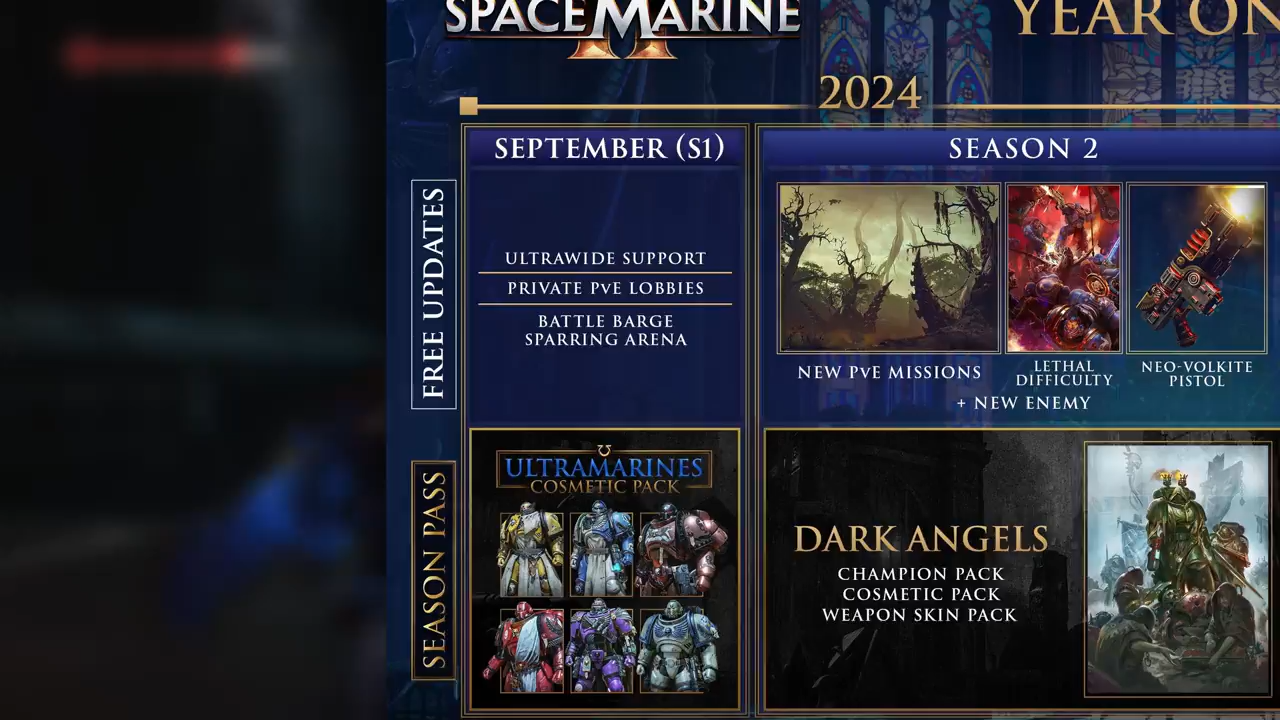 SPACE MARINE
II
YEAR ON
2024
SEPTEMBER (S1)
SEASON 2
FREE UPDATES
ULTRAWIDE SUPPORT
PRIVATE PvE LOBBIES
BATTLE BARGE
SPARRING ARENA
NEW PvE MISSIONS
LETHAL
DIFFICULTY
NEO-VOLKITE
PISTOL
+ NEW ENEMY
SEASON PASS
ULTRAMARINES
COSMETIC PACK
DARK ANGELS
CHAMPION PACK
COSMETIC PACK
WEAPON SKIN PACK